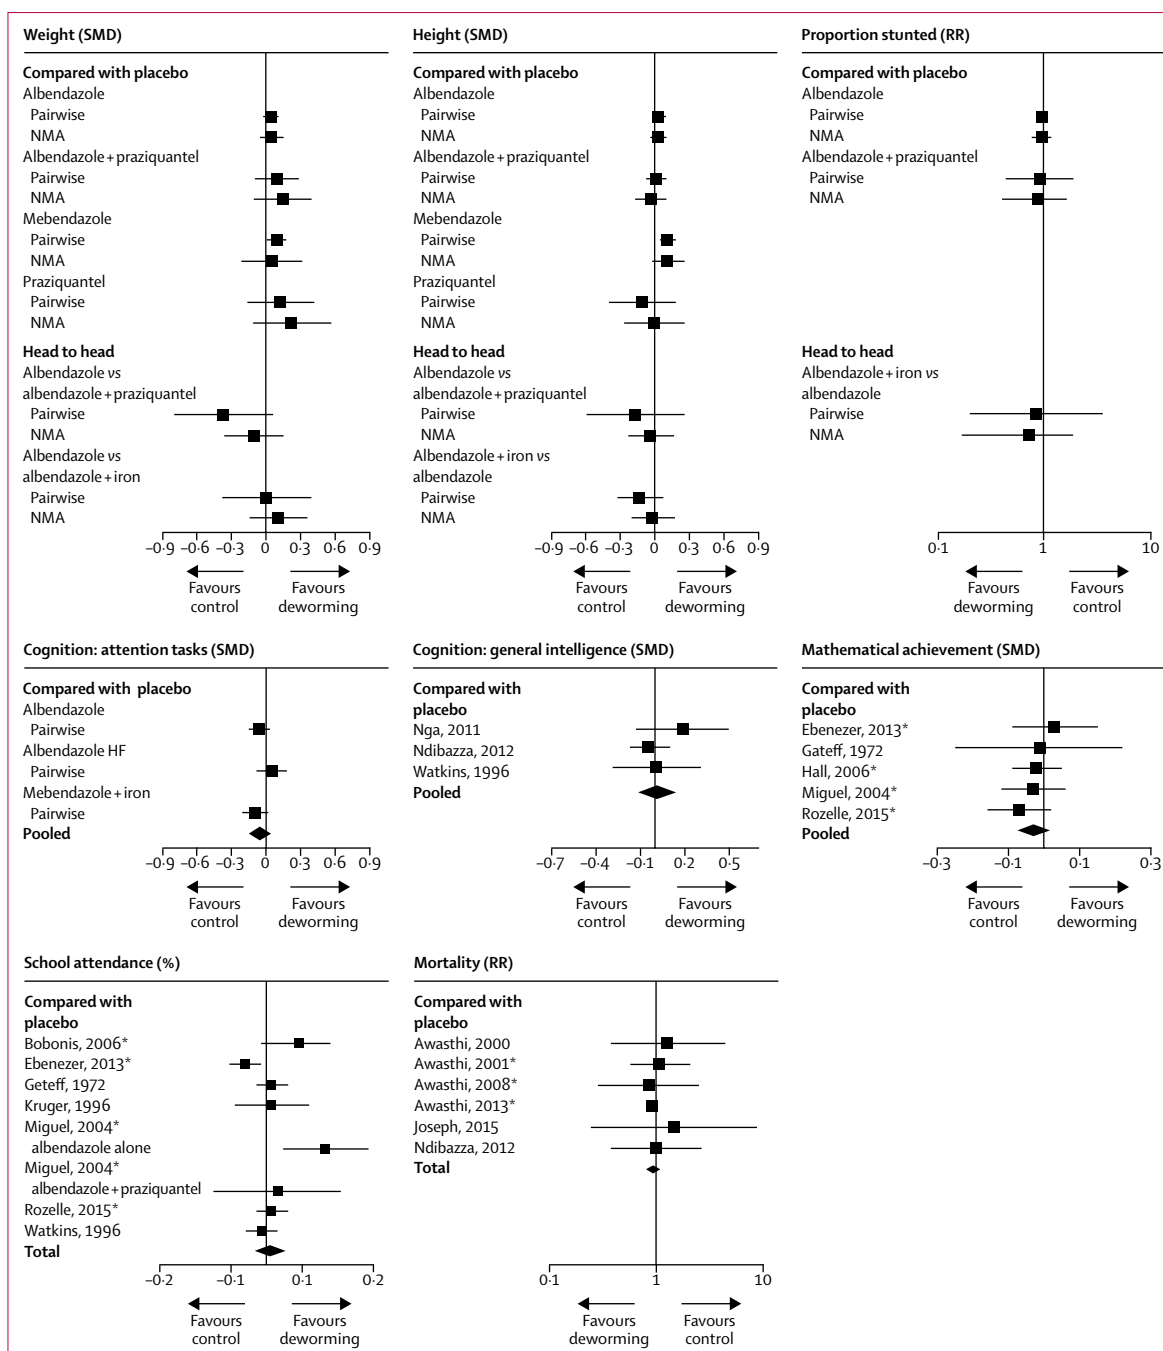 Weight (SMD)
Compared with placebo
Albendazole
Pairwise
NMA
Albendazole + praziquantel
Pairwise
NMA
Mebendazole
Pairwise
NMA
Praziquantel
Pairwise
NMA
Head to head
Albendazole vs
albendazole + praziquantel
Pairwise
NMA
Albendazole vs
albendazole + iron
Pairwise
NMA
–0·9 –0·6 –0·3 0 0·3 0·6 0·9
Favours
control
Favours
deworming
Height (SMD)
Compared with placebo
Albendazole
Pairwise
NMA
Albendazole + praziquantel
Pairwise
NMA
Mebendazole
Pairwise
NMA
Praziquantel
Pairwise
NMA
Head to head
Albendazole vs
albendazole + praziquantel
Pairwise
NMA
Albendazole + iron vs
albendazole
Pairwise
NMA
–0·9 –0·6 –0·3 0 0·3 0·6 0·9
Favours
control
Favours
deworming
Proportion stunted (RR)
Compared with placebo
Albendazole
Pairwise
NMA
Albendazole + praziquantel
Pairwise
NMA
Head to head
Albendazole + iron vs
albendazole
Pairwise
NMA
0·1 1 10
Favours
deworming
Favours
control
Cognition: attention tasks (SMD)
Compared with placebo
Albendazole
Pairwise
Albendazole HF
Pairwise
Mebendazole + iron
Pairwise
Pooled
–0·9 –0·6 –0·3 0 0·3 0·6 0·9
Favours
control
Favours
deworming
Cognition: general intelligence (SMD)
Compared with
placebo
Nga, 2011
Ndibazza, 2012
Watkins, 1996
Pooled
–0·7 –0·4 –0·1 0·2 0·5
Favours
control
Favours
deworming
Mathematical achievement (SMD)
Compared with
placebo
Ebenezer, 2013*
Gateff, 1972
Hall, 2006*
Miguel, 2004*
Rozelle, 2015*
Pooled
–0·3 –0·1 0·1 0·3
Favours
control
Favours
deworming
School attendance (%)
Compared with
placebo
Bobonis, 2006*
Ebenezer, 2013*
Geteff, 1972
Kruger, 1996
Miguel, 2004*
albendazole alone
Miguel, 2004*
albendazole + praziquantel
Rozelle, 2015*
Watkins, 1996
Total
–0·2 –0·1 0·1 0·2
Favours
control
Favours
deworming
Mortality (RR)
Compared with
placebo
Awasthi, 2000
Awasthi, 2001*
Awasthi, 2008*
Awasthi, 2013*
Joseph, 2015
Ndibazza, 2012
Total
0·1 1 10
Favours
deworming
Favours
control